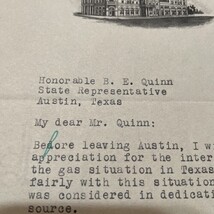 Honorable B. E. Quinn
State Representative
Austin, Texas
My dear Mr. Quinn:
Before leaving Austin, I w
appreciation for the inter
the gas situation in Texas
fairly with this situation
was considered in dedicati
source.